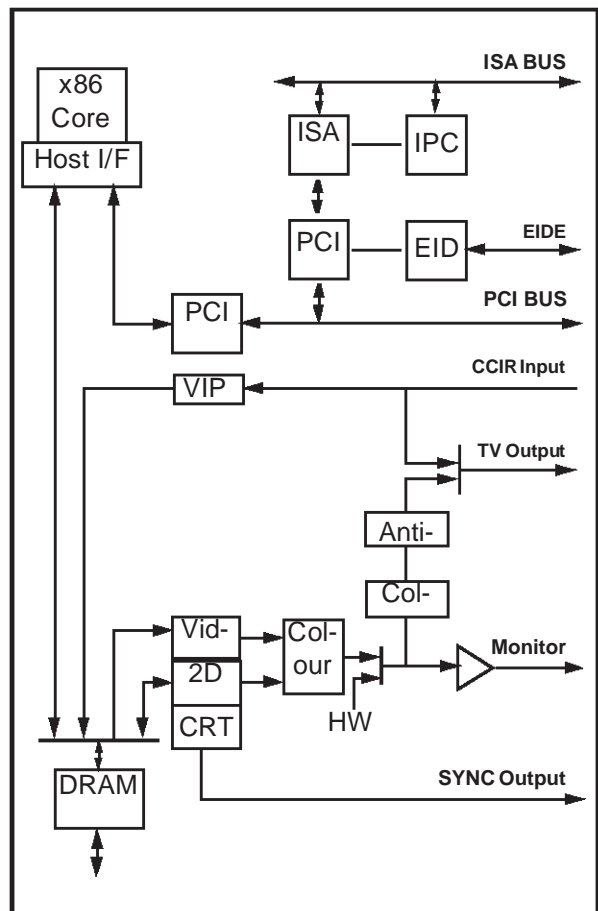 ISA BUS
x86
Core
Host I/F
ISA
IPC
PCI
EID
EIDE
PCI BUS
PCI
CCIR Input
VIP
TV Output
Anti-
Col-
Vid-
Col-
our
Monitor
2D
HW
CRT
SYNC Output
DRAM